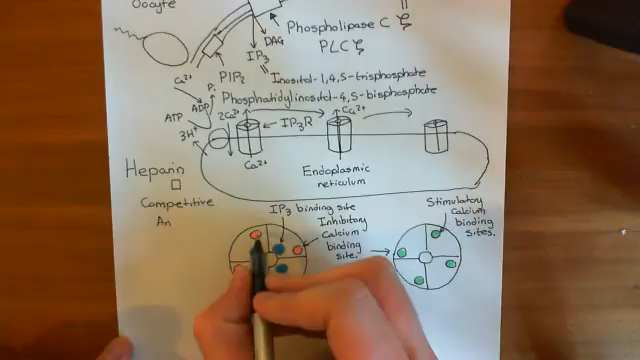 Oocyte
ξ
Phospholipase C
PLC ξ
DAG
IP3
Inositol-1,4,5-trisphosphate
PIP2
Phosphatidylinositol-4,5-bisphosphate
Ca2+
Pi
ADP
ATP
3H+
2Ca2+
IP3R
Ca2+
Ca2+
Endoplasmic
reticulum
Heparin
Competitive
An
IP3 binding site
Inhibitory
Calcium
binding
site.
Stimulatory
Calcium
binding
sites.